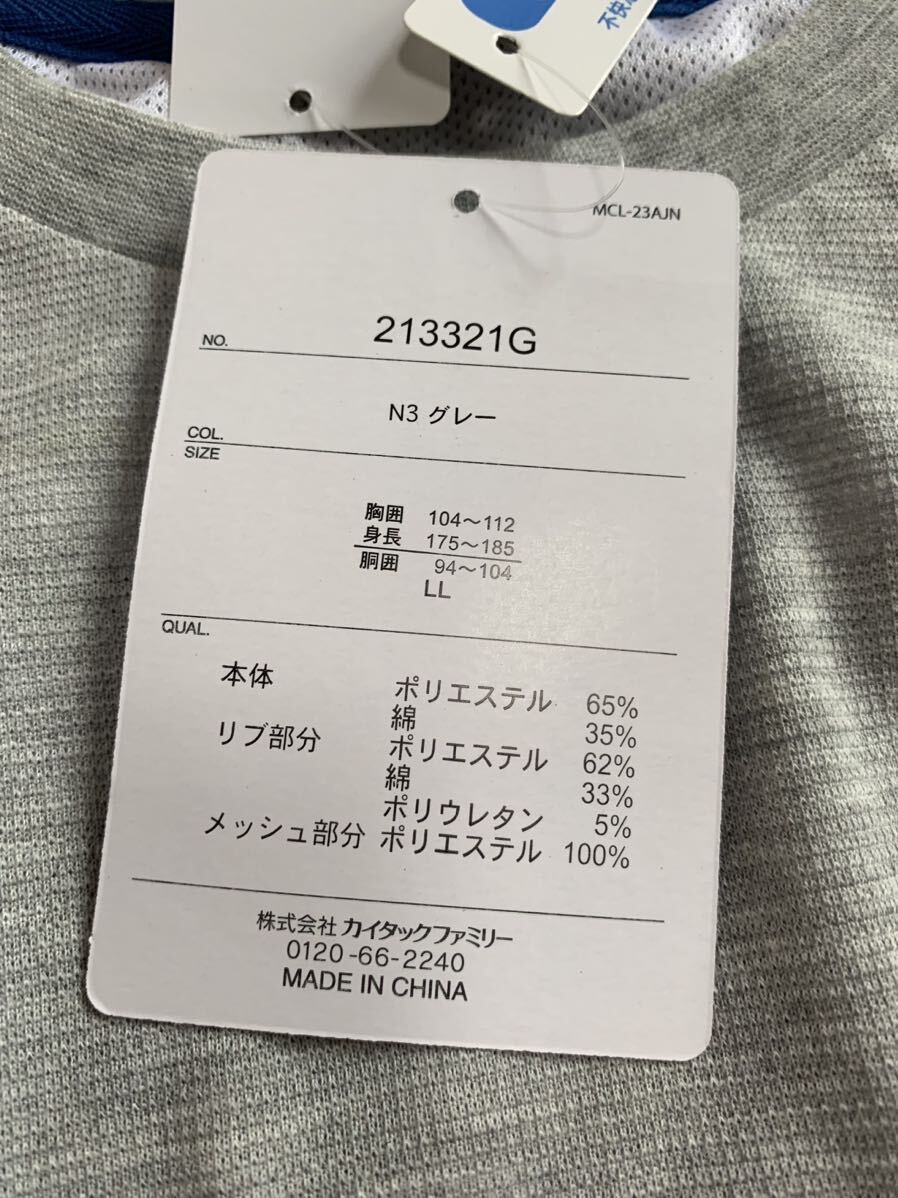 不快
MCL-23AJN
NO. 213321G
COL. N3 グレー
SIZE
胸囲 104～112
身長 175～185
胴囲 94～104
LL
QUAL.
本体 ポリエステル 65%
綿 35%
リブ部分 ポリエステル 62%
綿 33%
ポリウレタン 5%
メッシュ部分 ポリエステル 100%
株式会社 カイタックファミリー
0120-66-2240
MADE IN CHINA